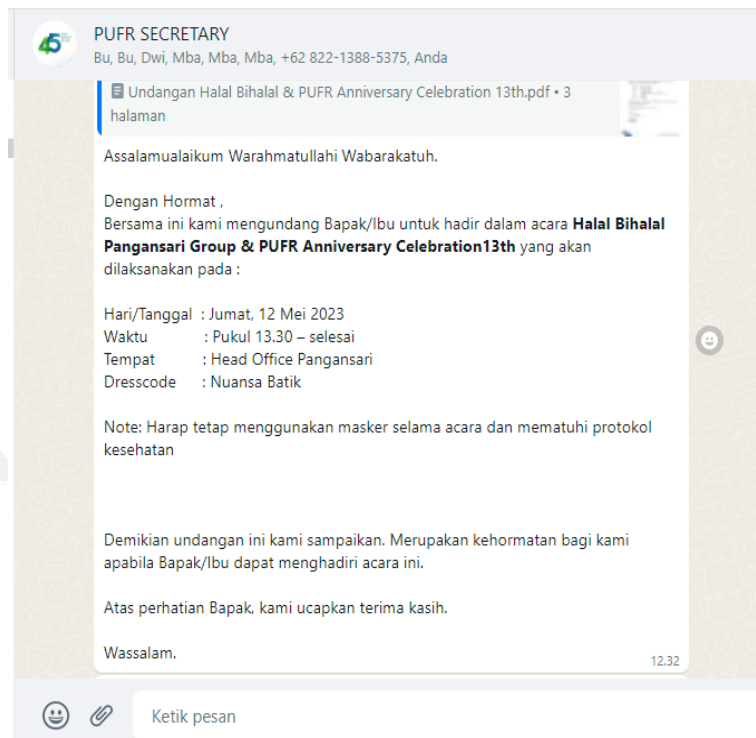 45
PUFR SECRETARY
Bu, Bu, Dwi, Mba, Mba, Mba, +62 822-1388-5375, Anda
Undangan Halal Bihalal & PUFR Anniversary Celebration 13th.pdf • 3
halaman
Assalamualaikum Warahmatullahi Wabarakatuh.
Dengan Hormat ,
Bersama ini kami mengundang Bapak/Ibu untuk hadir dalam acara Halal Bihalal
Pangansari Group & PUFR Anniversary Celebration13th yang akan
dilaksanakan pada :
Hari/Tanggal : Jumat, 12 Mei 2023
Waktu : Pukul 13.30 – selesai
Tempat : Head Office Pangansari
Dresscode : Nuansa Batik
Note: Harap tetap menggunakan masker selama acara dan mematuhi protokol
kesehatan
Demikian undangan ini kami sampaikan. Merupakan kehormatan bagi kami
apabila Bapak/Ibu dapat menghadiri acara ini.
Atas perhatian Bapak, kami ucapkan terima kasih.
Wassalam.
12.32
Ketik pesan